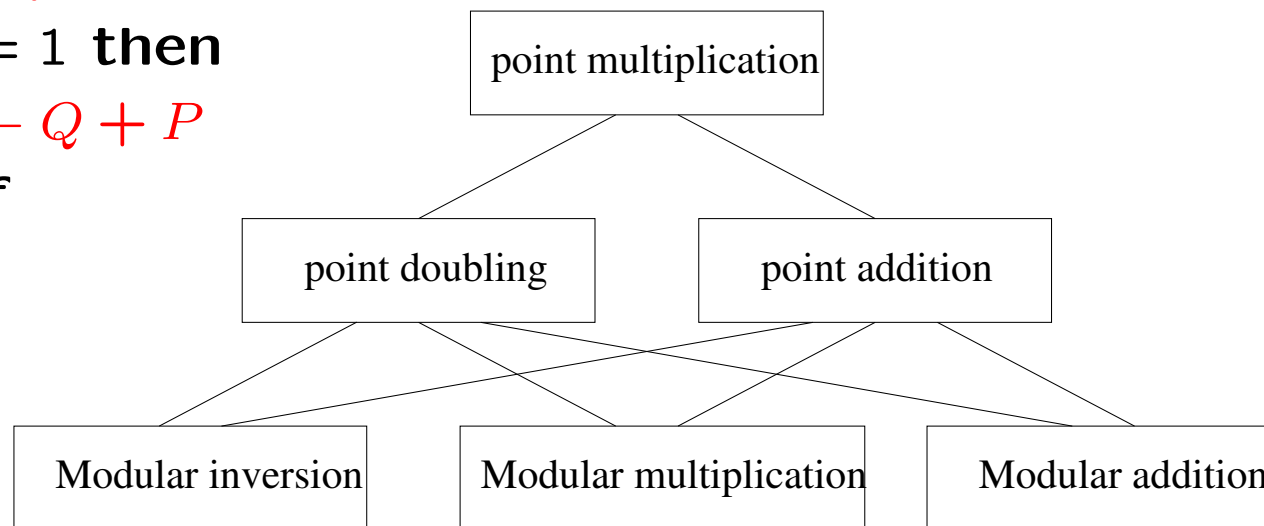 = 1 then
Q + P
point multiplication
point doubling
point addition
Modular inversion
Modular multiplication
Modular addition